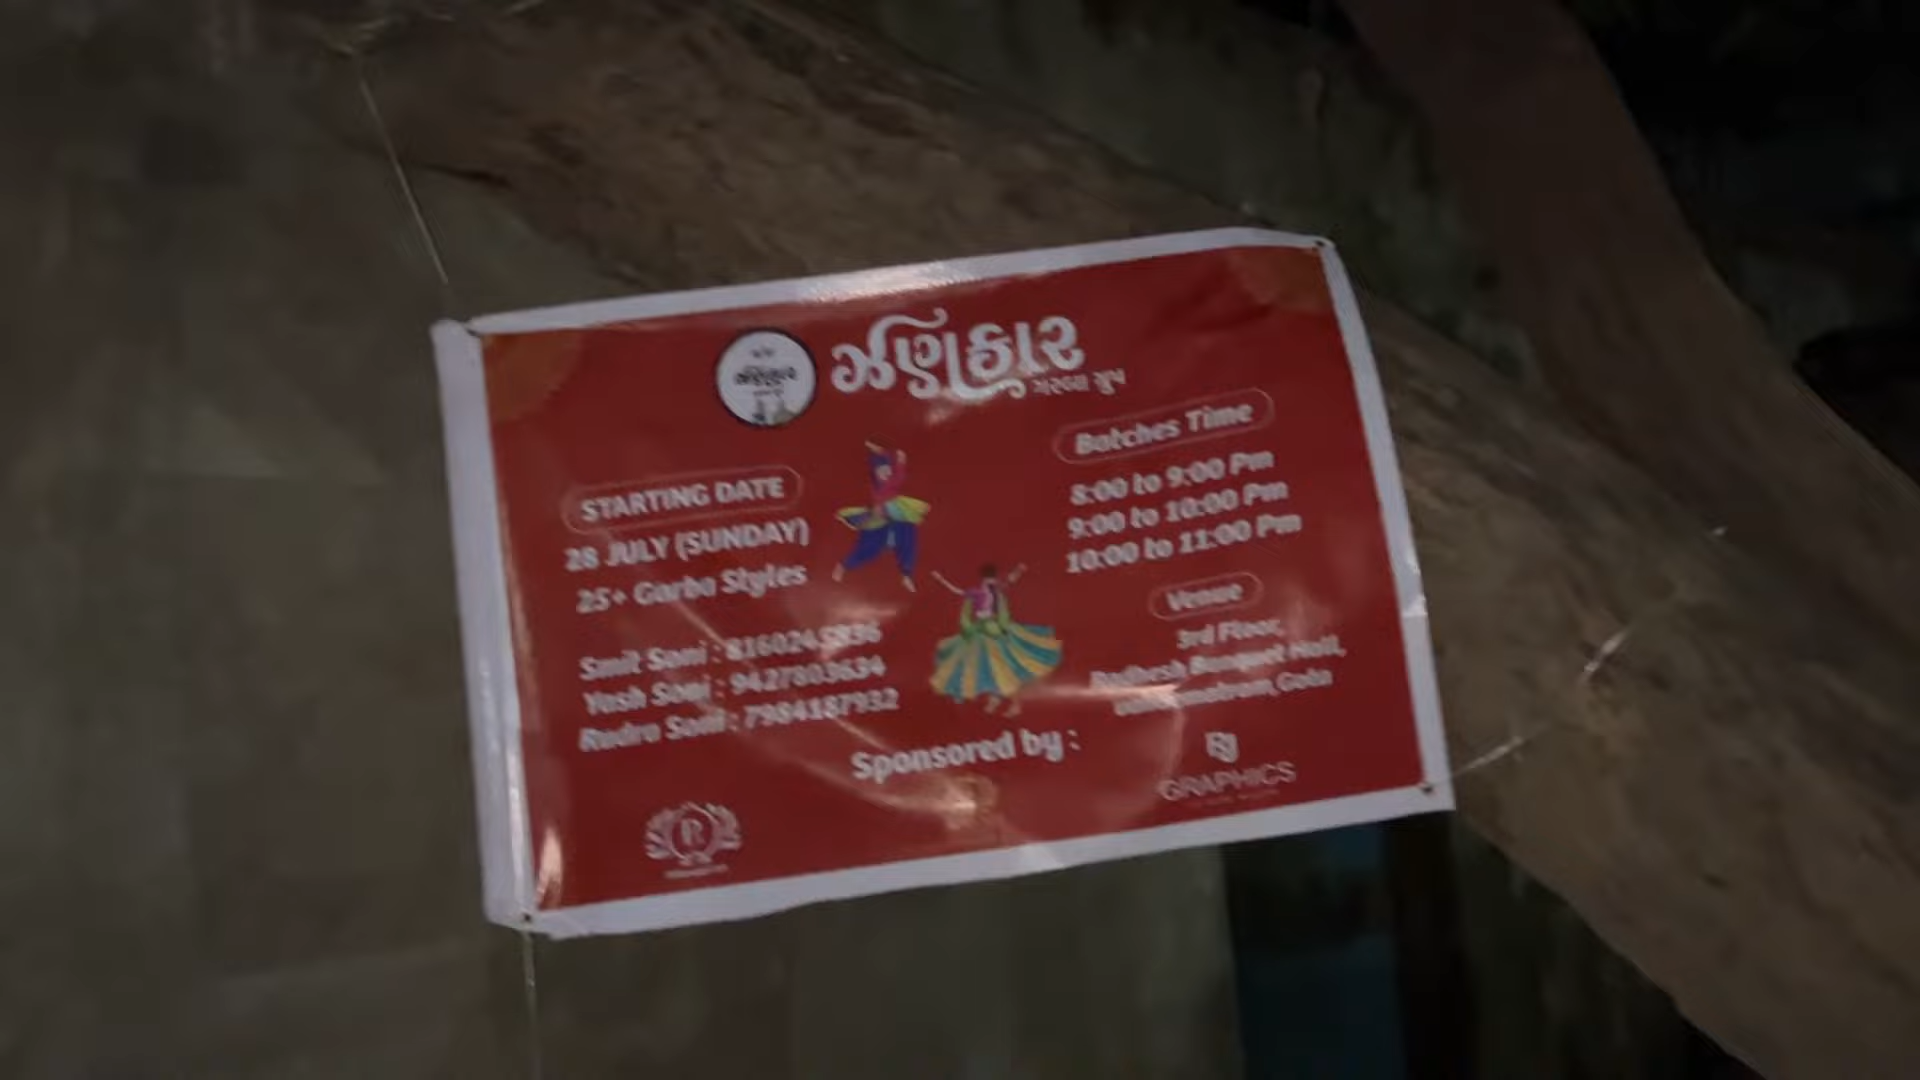 ઝણકાર
ગરબા ગ્રુપ
STARTING DATE
28 JULY (SUNDAY)
25+ Garba Styles
Smit Soni : 8160245836
Yash Soni : 9427803634
Rudra Soni : 7984187932
Batches Time
8:00 to 9:00 Pm
9:00 to 10:00 Pm
10:00 to 11:00 Pm
Venue
3rd Floor,
Radhesh Banquet Hall,
Gota
Sponsored by :
GRAPHICS